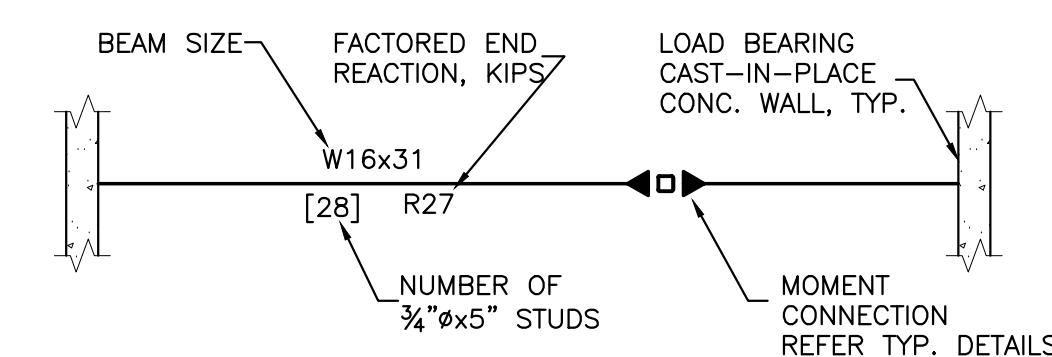 BEAM SIZE
FACTORED END
REACTION, KIPS
LOAD BEARING
CAST-IN-PLACE
CONC. WALL, TYP.
W16x31
[28]
R27
NUMBER OF
¾"øx5" STUDS
MOMENT
CONNECTION
REFER TYP. DETAILS